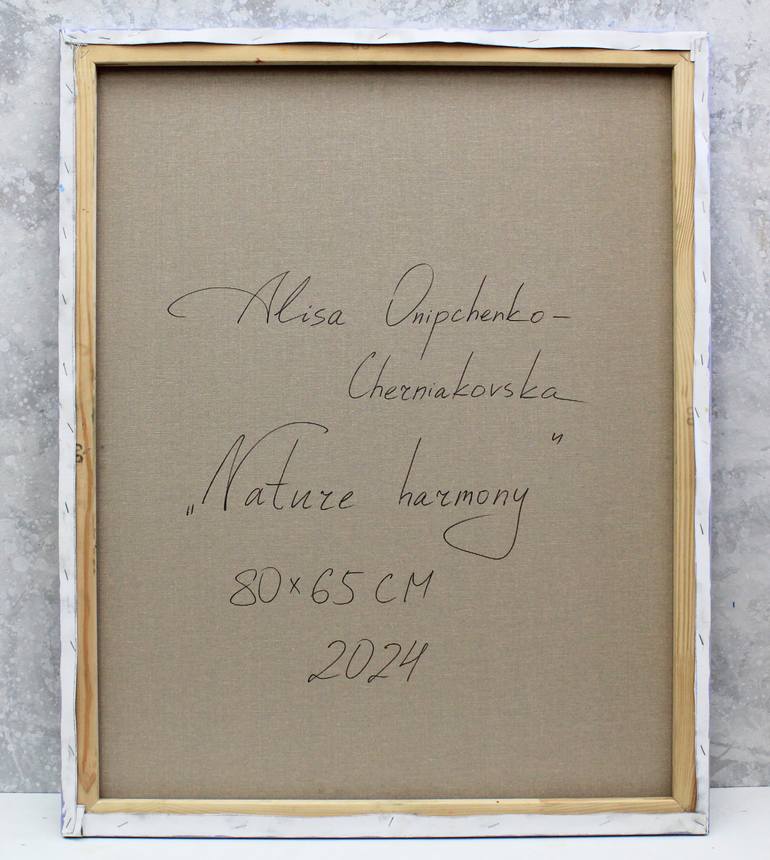 Alisa Onipchenko-
Cherniakovska
„Nature harmony"
80×65 CM
2024